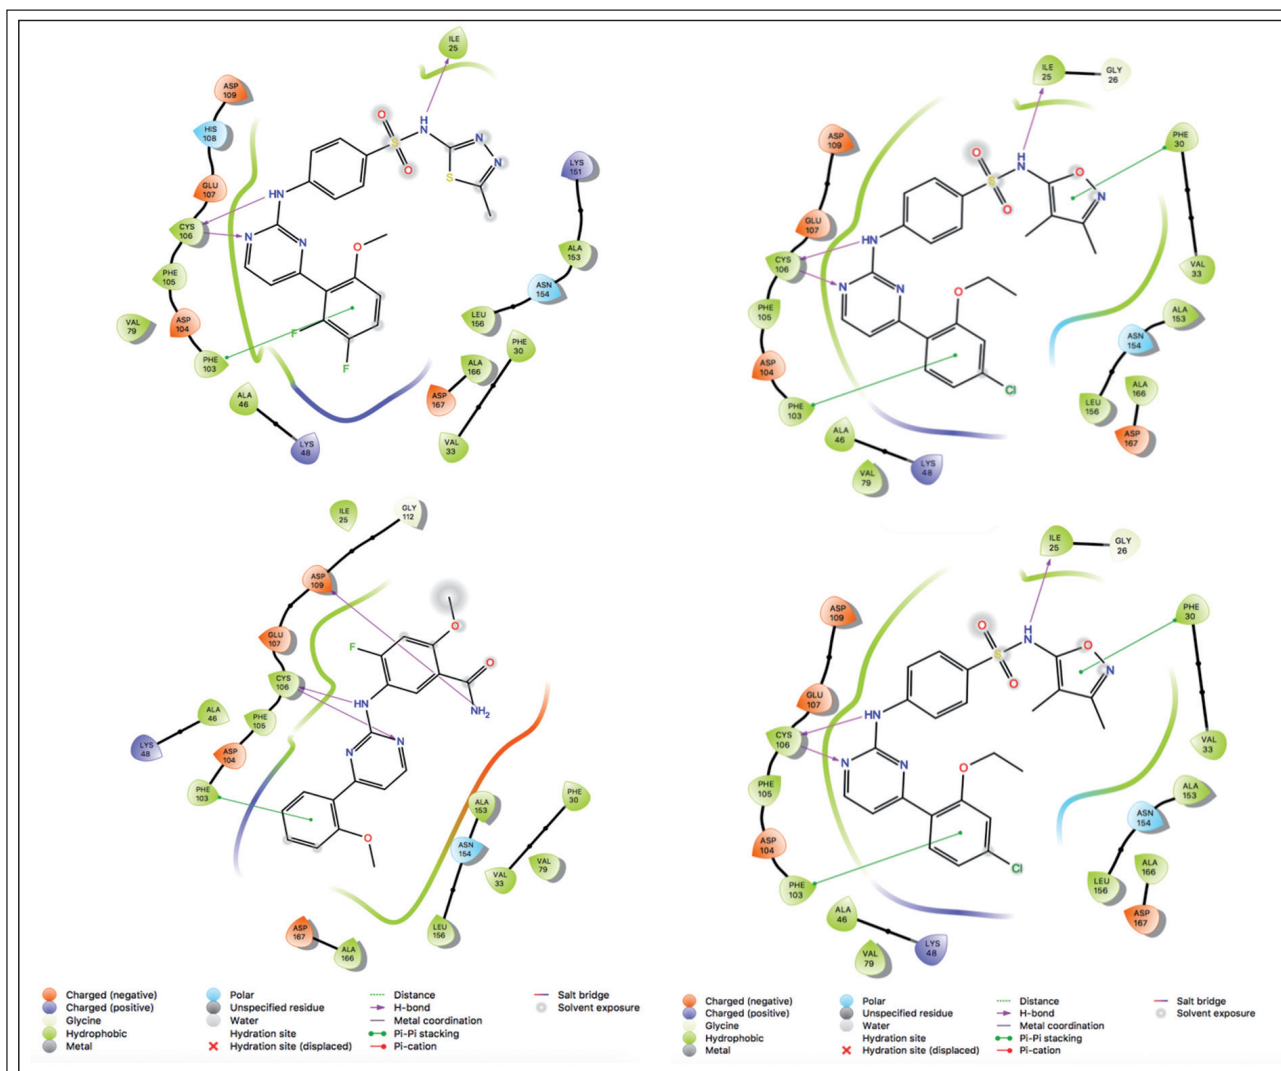 ILE
25
ASP
109
HIS
108
GLU
107
CYS
106
PHE
105
VAL
79
ASP
104
PHE
103
ALA
46
LYS
48
O
S
O
H
N
N
N
S
HN
N
N
O
F
F
LYS
151
ALA
153
ASN
154
LEU
156
PHE
30
ALA
166
ASP
167
VAL
33
ILE
25
GLY
26
PHE
30
ASP
109
GLU
107
CYS
106
PHE
105
ASP
104
PHE
103
ALA
46
VAL
79
LYS
48
O
S
O
H
N
O
N
HN
N
N
O
Cl
VAL
33
ALA
153
ASN
154
ALA
166
LEU
156
ASP
167
ILE
25
GLY
112
ASP
109
GLU
107
CYS
106
PHE
105
ALA
46
LYS
48
ASP
104
PHE
103
F
O
O
NH2
HN
N
N
O
ALA
153
PHE
30
ASN
154
VAL
33
VAL
79
LEU
156
ASP
167
ALA
166
ILE
25
GLY
26
PHE
30
ASP
109
GLU
107
CYS
106
PHE
105
ASP
104
PHE
103
ALA
46
VAL
79
LYS
48
O
S
O
H
N
O
N
HN
N
N
O
Cl
VAL
33
ALA
153
ASN
154
ALA
166
LEU
156
ASP
167
Charged (negative)
Charged (positive)
Glycine
Hydrophobic
Metal
Polar
Unspecified residue
Water
Hydration site
Hydration site (displaced)
Distance
H-bond
Metal coordination
Pi-Pi stacking
Pi-cation
Salt bridge
Solvent exposure
Charged (negative)
Charged (positive)
Glycine
Hydrophobic
Metal
Polar
Unspecified residue
Water
Hydration site
Hydration site (displaced)
Distance
H-bond
Metal coordination
Pi-Pi stacking
Pi-cation
Salt bridge
Solvent exposure